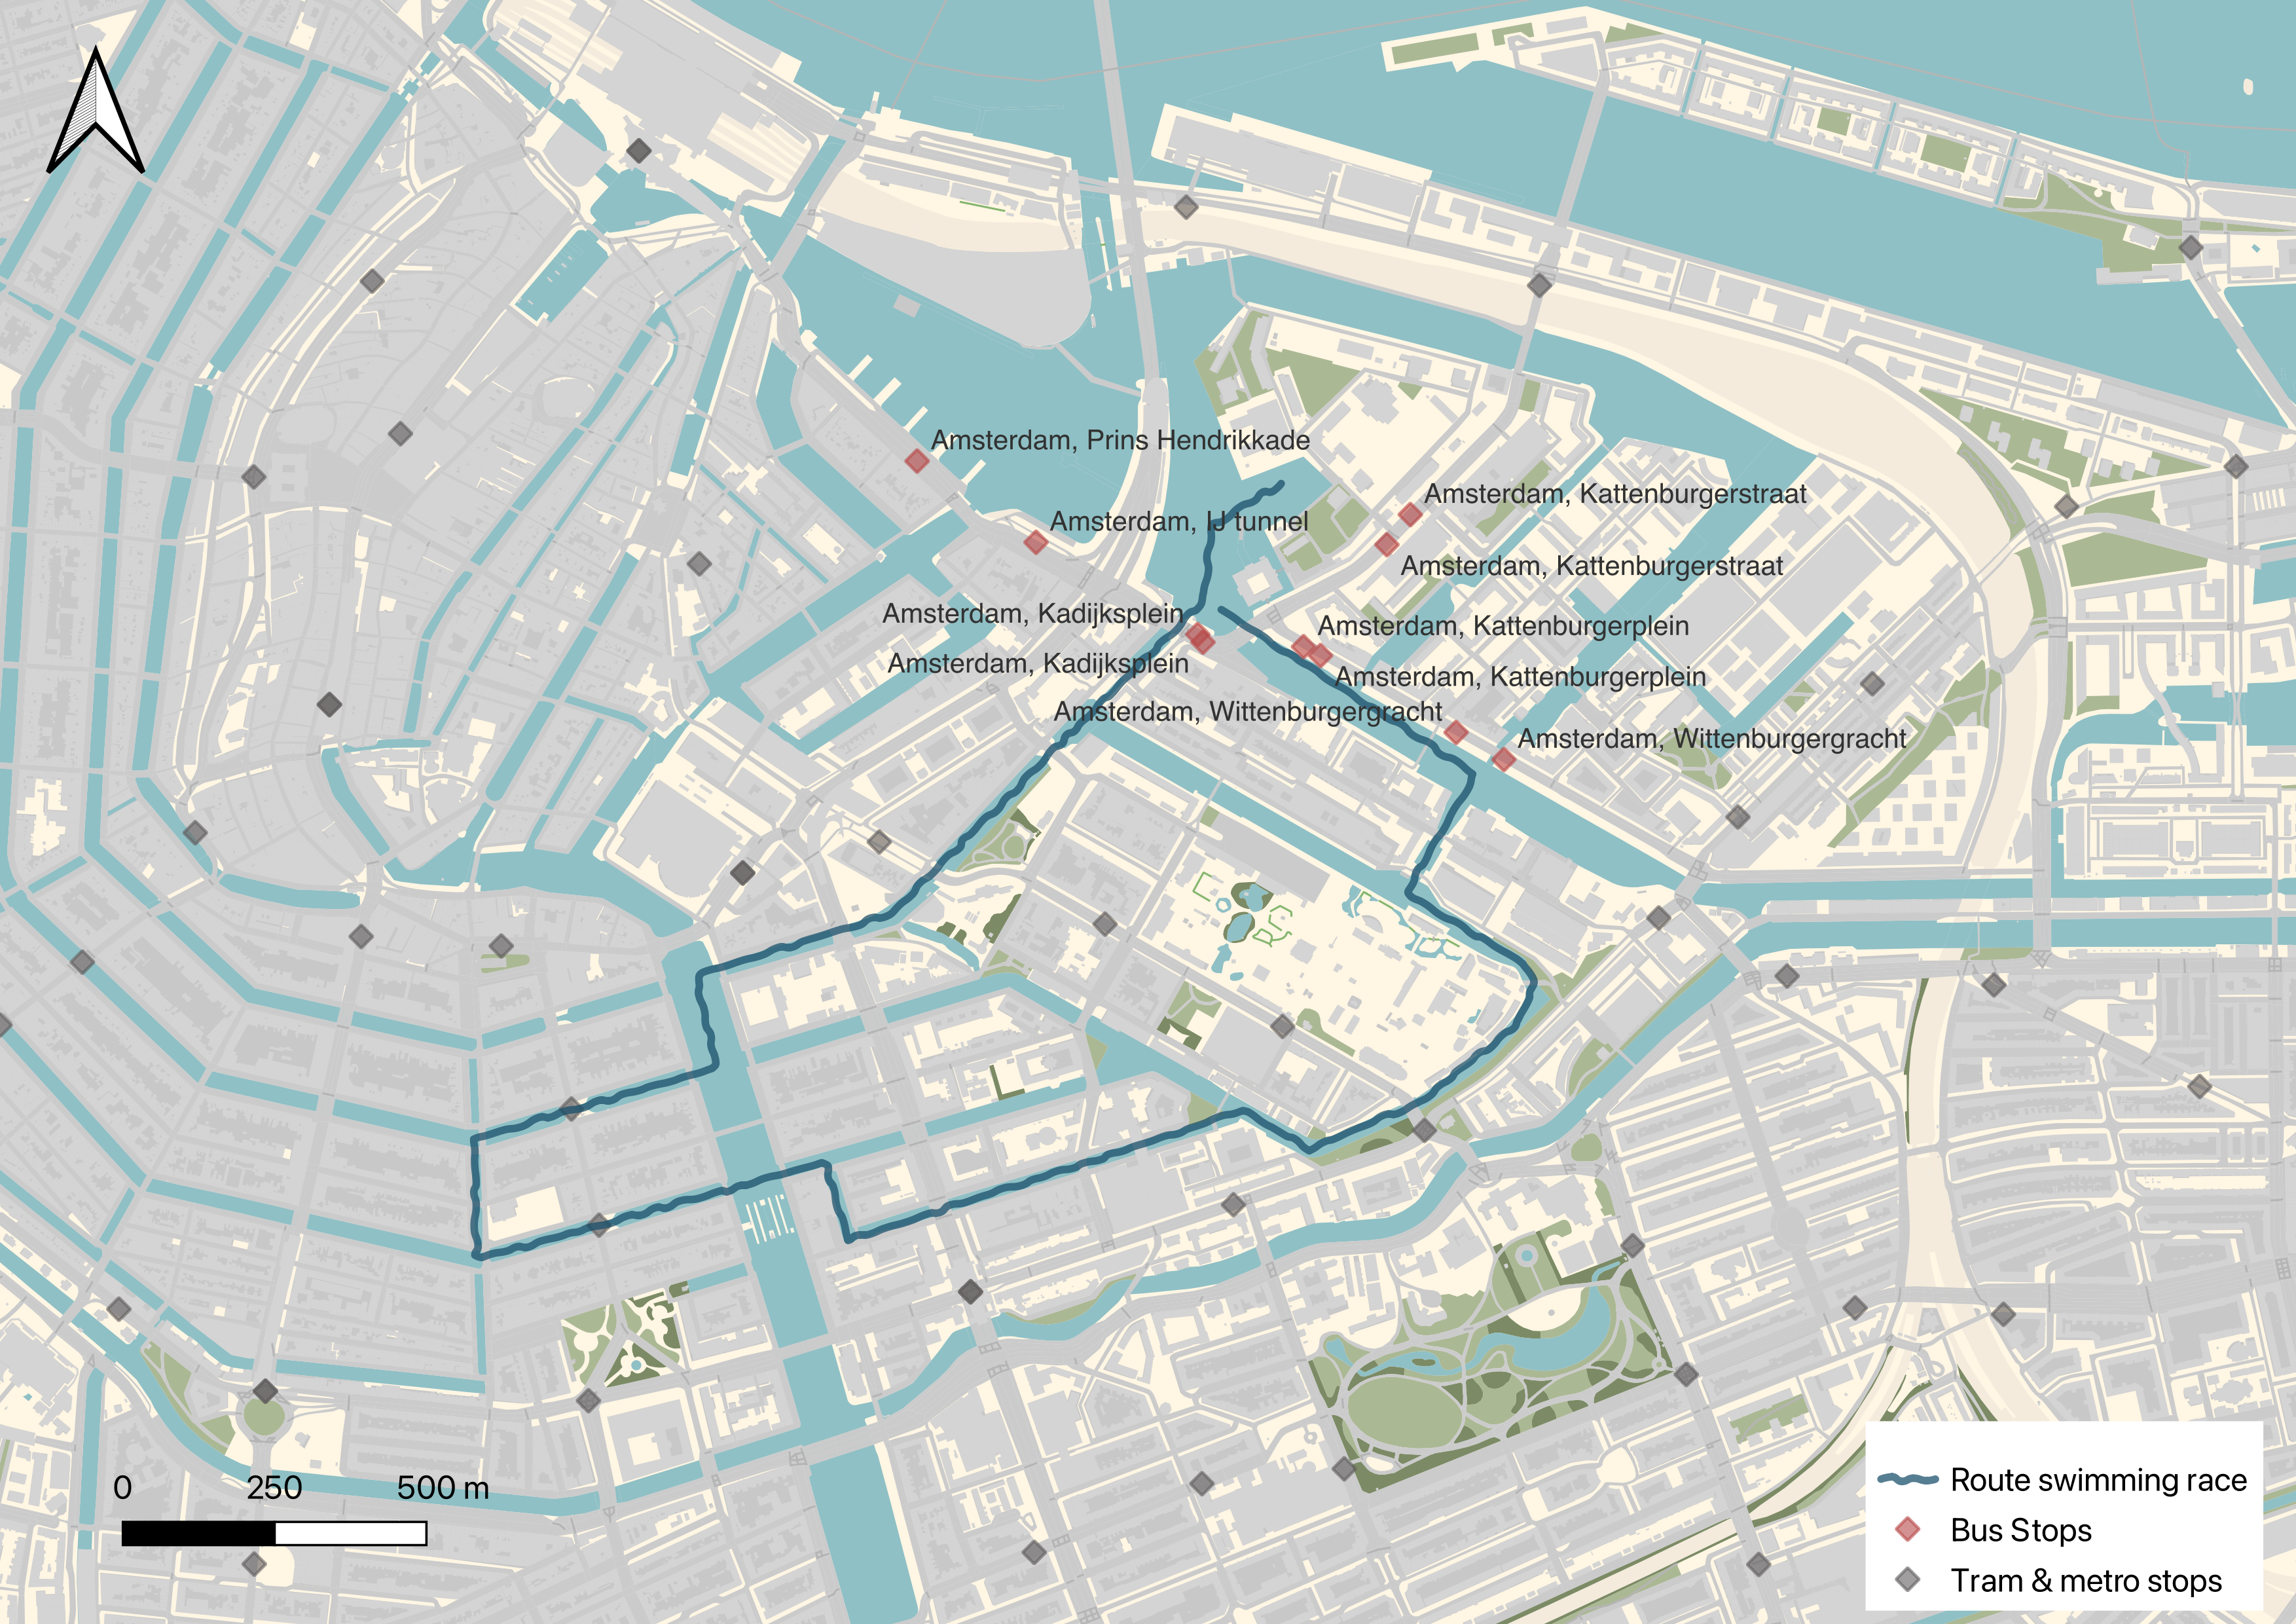 Amsterdam, Prins Hendrikkade
Amsterdam, Kattenburgerstraat
Amsterdam, IJ tunnel
Amsterdam, Kattenburgerstraat
Amsterdam, Kadijksplein
Amsterdam, Kattenburgerplein
Amsterdam, Kadijksplein
Amsterdam, Kattenburgerplein
Amsterdam, Wittenburgergracht
Amsterdam, Wittenburgergracht
0 250 500 m
Route swimming race
Bus Stops
Tram & metro stops